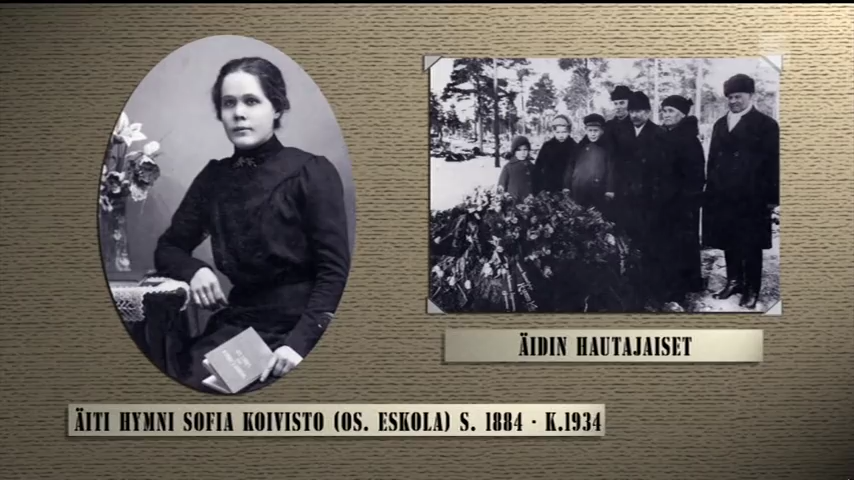 ÄIDIN HAUTAJAISET
ÄITI HYMNI SOFIA KOIVISTO (OS. ESKOLA) S. 1884 - K.1934